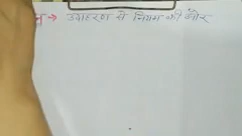 → उदाहरण से नियम की ओर